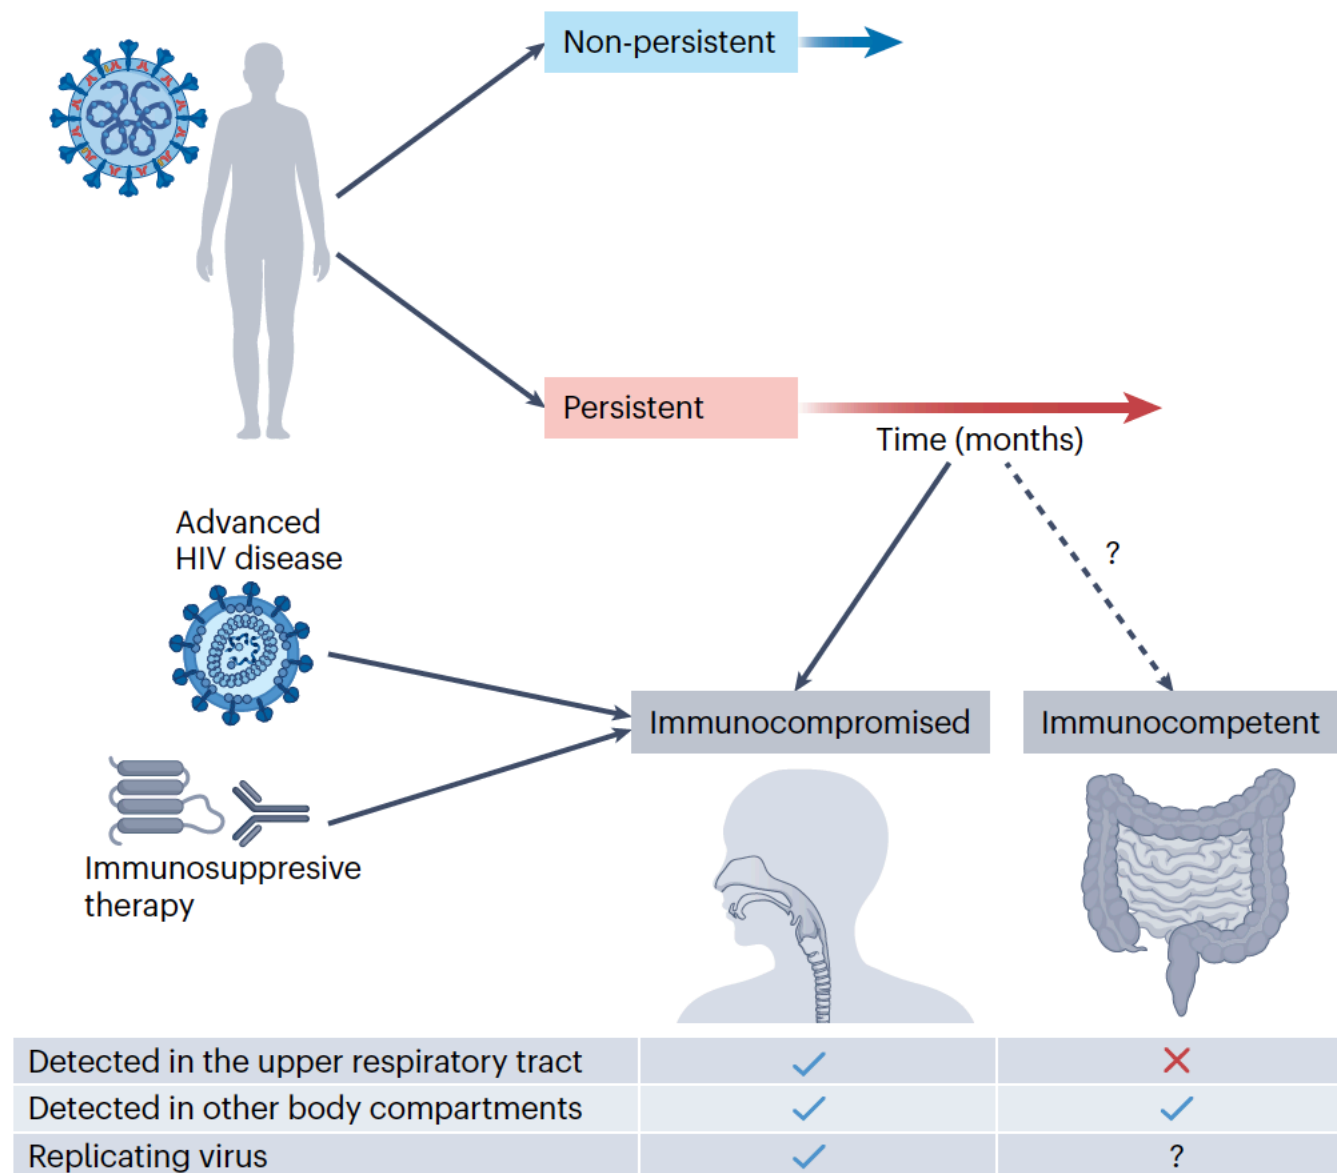 Non-persistent
Persistent
Time (months)
Advanced
HIV disease
?
Immunocompromised
Immunocompetent
Immunosuppresive
therapy
Detected in the upper respiratory tract ✓ ✕
Detected in other body compartments ✓ ✓
Replicating virus ✓ ?